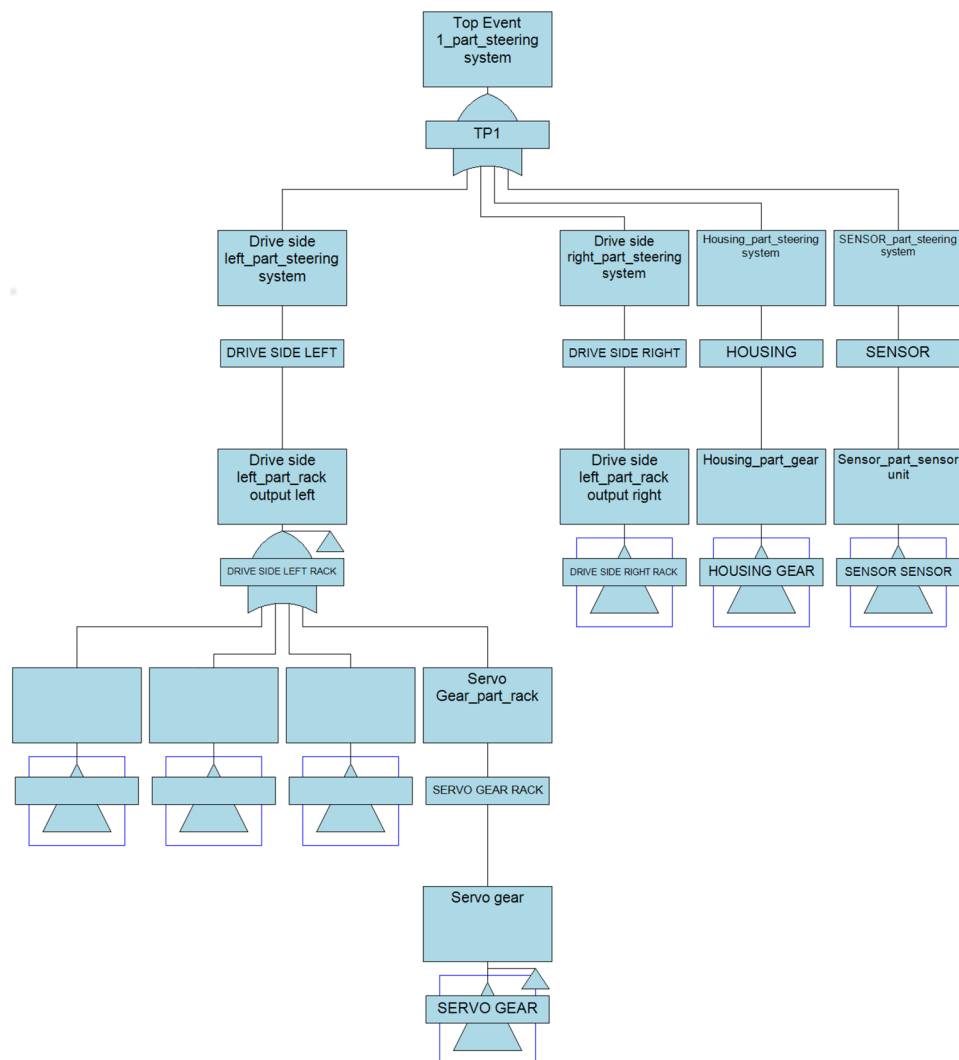 Top Event
1_part_steering
system
TP1
Drive side
left_part_steering
system
Drive side
right_part_steering
system
Housing_part_steering
system
SENSOR_part_steering
system
DRIVE SIDE LEFT
DRIVE SIDE RIGHT
HOUSING
SENSOR
Drive side
left_part_rack
output left
Drive side
left_part_rack
output right
Housing_part_gear
Sensor_part_sensor
unit
DRIVE SIDE LEFT RACK
DRIVE SIDE RIGHT RACK
HOUSING GEAR
SENSOR SENSOR
Servo
Gear_part_rack
SERVO GEAR RACK
Servo gear
SERVO GEAR